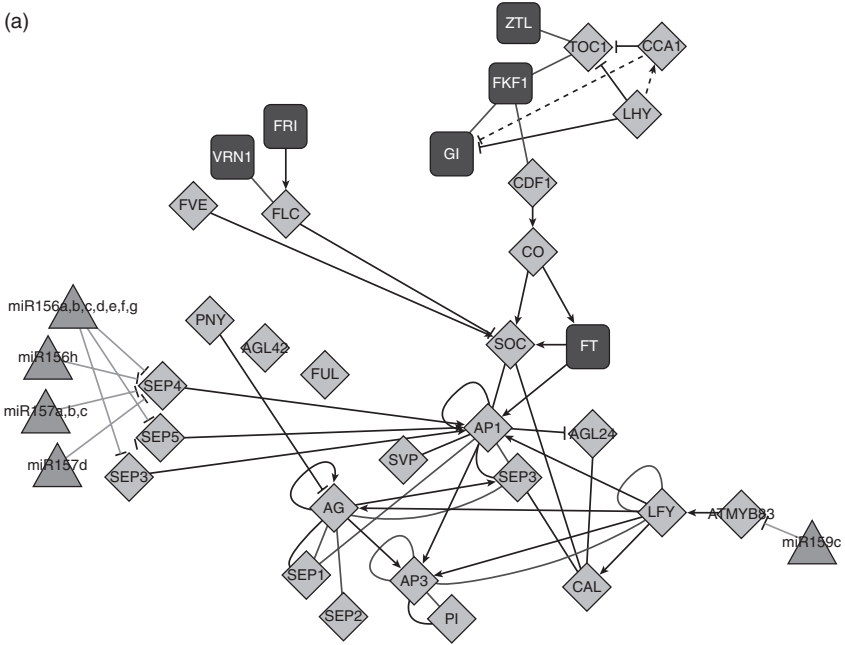 (a)
ZTL
TOC1
CCA1
FKF1
LHY
FRI
VRN1
GI
CDF1
FVE
FLC
CO
miR156a,b,c,d,e,f,g
PNY
AGL42
SOC
FT
miR156h
FUL
SEP4
miR157a,b,c
AP1
AGL24
SEP5
SVP
miR157d
SEP3
SEP3
AG
LFY
ATMYB83
miR159c
SEP1
AP3
CAL
SEP2
PI